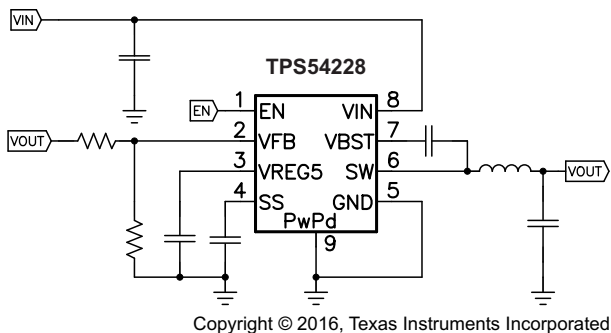 VIN
TPS54228
EN 1 EN VIN 8
VOUT 2 VFB VBST 7
3 VREG5 SW 6 VOUT
4 SS GND 5
PwPd
9
Copyright © 2016, Texas Instruments Incorporated